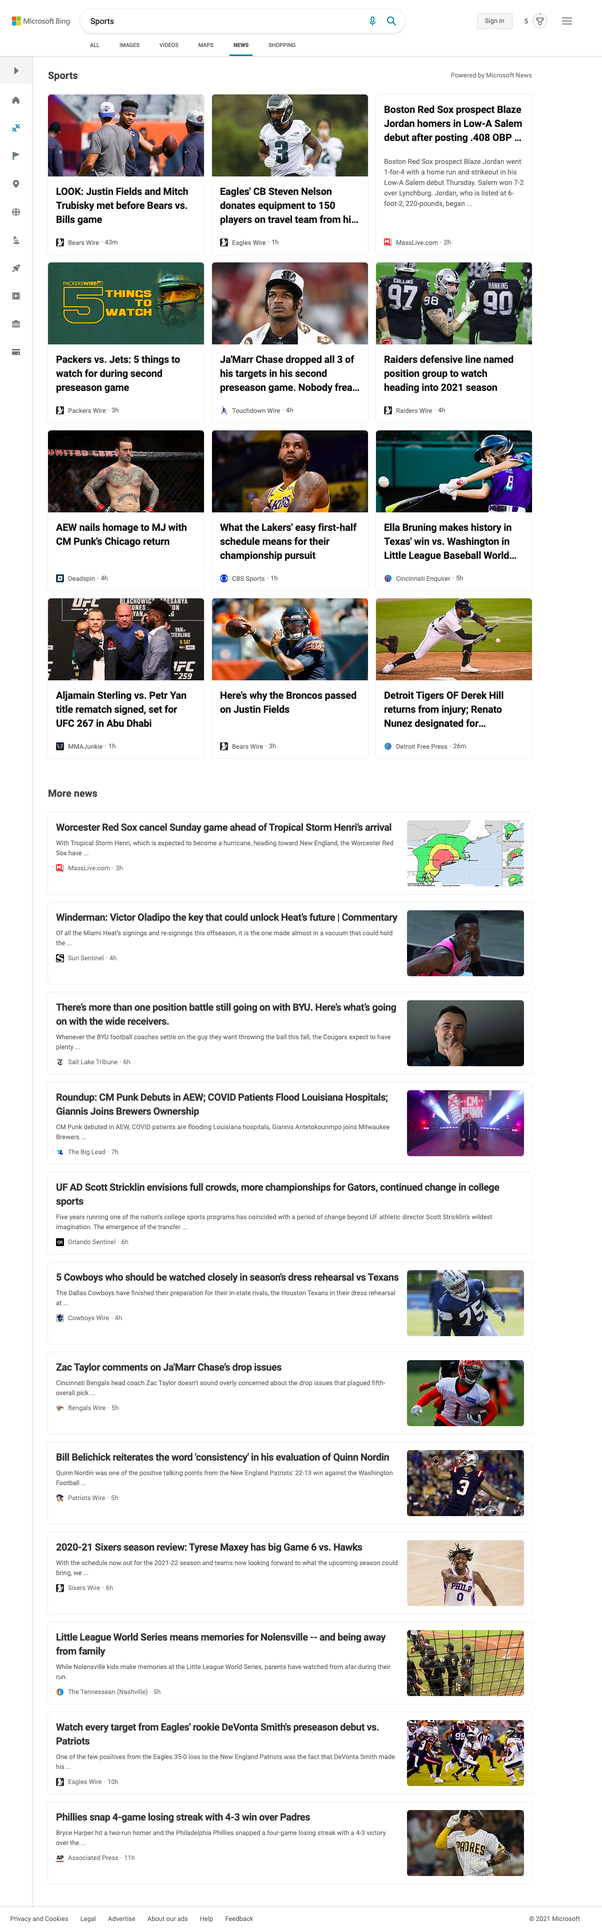 Microsoft Bing
Sports
Sign in
5
ALL
IMAGES
VIDEOS
MAPS
NEWS
SHOPPING
Sports
Powered by Microsoft News
LOOK: Justin Fields and Mitch
Trubisky met before Bears vs.
Bills game
Bears Wire · 43m
3
Eagles' CB Steven Nelson
donates equipment to 150
players on travel team from hi...
Eagles Wire · 1h
Boston Red Sox prospect Blaze
Jordan homers in Low-A Salem
debut after posting .408 OBP ...
Boston Red Sox prospect Blaze Jordan went
1-for-4 with a home run and strikeout in his
Low-A Salem debut Thursday. Salem won 7-2
over Lynchburg. Jordan, who is listed at 6-
foot-2, 220-pounds, began ...
MassLive.com · 2h
PACKERSWIRE
5 THINGS
TO
WATCH
Packers vs. Jets: 5 things to
watch for during second
preseason game
Packers Wire · 3h
Ja'Marr Chase dropped all 3 of
his targets in his second
preseason game. Nobody frea...
Touchdown Wire · 4h
COLLINS
97
98
HANKINS
90
Raiders defensive line named
position group to watch
heading into 2021 season
Raiders Wire · 4h
AEW nails homage to MJ with
CM Punk's Chicago return
Deadspin · 4h
What the Lakers' easy first-half
schedule means for their
championship pursuit
CBS Sports · 1h
8
Ella Bruning makes history in
Texas' win vs. Washington in
Little League Baseball World...
Cincinnati Enquirer · 5h
UFC
UFC
259
Aljamain Sterling vs. Petr Yan
title rematch signed, set for
UFC 267 in Abu Dhabi
MMAJunkie · 1h
Here's why the Broncos passed
on Justin Fields
Bears Wire · 3h
Detroit Tigers OF Derek Hill
returns from injury; Renato
Nunez designated for...
Detroit Free Press · 26m
More news
Worcester Red Sox cancel Sunday game ahead of Tropical Storm Henri's arrival
With Tropical Storm Henri, which is expected to become a hurricane, heading toward New England, the Worcester Red
Sox have ...
MassLive.com · 3h
Winderman: Victor Oladipo the key that could unlock Heat's future | Commentary
Of all the Miami Heat's signings and re-signings this offseason, it is the one made almost in a vacuum that could hold
the ...
Sun Sentinel · 4h
There's more than one position battle still going on with BYU. Here's what's going
on with the wide receivers.
Whenever the BYU football coaches settle on the guy they want throwing the ball this fall, the Cougars expect to have
plenty ...
Salt Lake Tribune · 6h
Roundup: CM Punk Debuts in AEW; COVID Patients Flood Louisiana Hospitals;
Giannis Joins Brewers Ownership
CM Punk debuted in AEW, COVID patients are flooding Louisiana hospitals, Giannis Antetokounmpo joins Milwaukee
Brewers ...
The Big Lead · 7h
CM
PUNK
UF AD Scott Stricklin envisions full crowds, more championships for Gators, continued change in college
sports
Five years running one of the nation's college sports programs has coincided with a period of change beyond UF athletic director Scott Stricklin's wildest
imagination. The emergence of the transfer ...
Orlando Sentinel · 6h
5 Cowboys who should be watched closely in season's dress rehearsal vs Texans
The Dallas Cowboys have finished their preparation for their in-state rivals, the Houston Texans in their dress rehearsal
at ...
Cowboys Wire · 4h
75
Zac Taylor comments on Ja'Marr Chase's drop issues
Cincinnati Bengals head coach Zac Taylor doesn't sound overly concerned about the drop issues that plagued fifth-
overall pick ...
Bengals Wire · 5h
1
Bill Belichick reiterates the word 'consistency' in his evaluation of Quinn Nordin
Quinn Nordin was one of the positive talking points from the New England Patriots' 22-13 win against the Washington
Football ...
Patriots Wire · 5h
3
2020-21 Sixers season review: Tyrese Maxey has big Game 6 vs. Hawks
With the schedule now out for the 2021-22 season and teams now looking forward to what the upcoming season could
bring, we ...
Sixers Wire · 6h
PHILA
0
Little League World Series means memories for Nolensville -- and being away
from family
While Nolensville kids make memories at the Little League World Series, parents have watched from afar during their
run.
The Tennessean (Nashville) · 5h
Watch every target from Eagles' rookie DeVonta Smith's preseason debut vs.
Patriots
One of the few positives from the Eagles 35-0 loss to the New England Patriots was the fact that DeVonta Smith made
his ...
Eagles Wire · 10h
Phillies snap 4-game losing streak with 4-3 win over Padres
Bryce Harper hit a two-run homer and the Philadelphia Phillies snapped a four-game losing streak with a 4-3 victory
over the ...
AP Associated Press · 11h
PADRES
Privacy and Cookies
Legal
Advertise
About our ads
Help
Feedback
© 2021 Microsoft